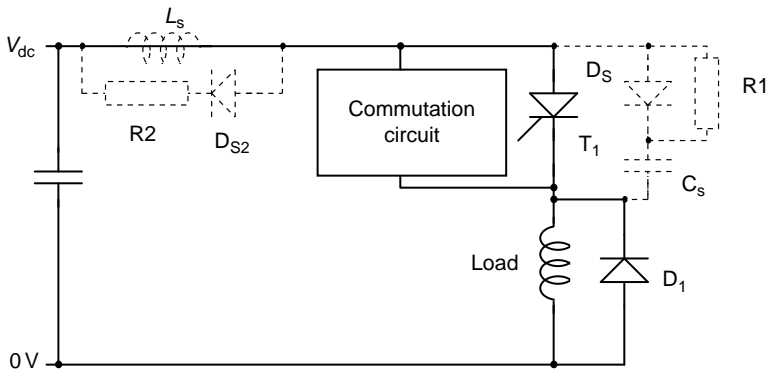 Ls
Vdc
DS
R1
R2
DS2
Commutation
circuit
T1
Cs
Load
D1
0 V